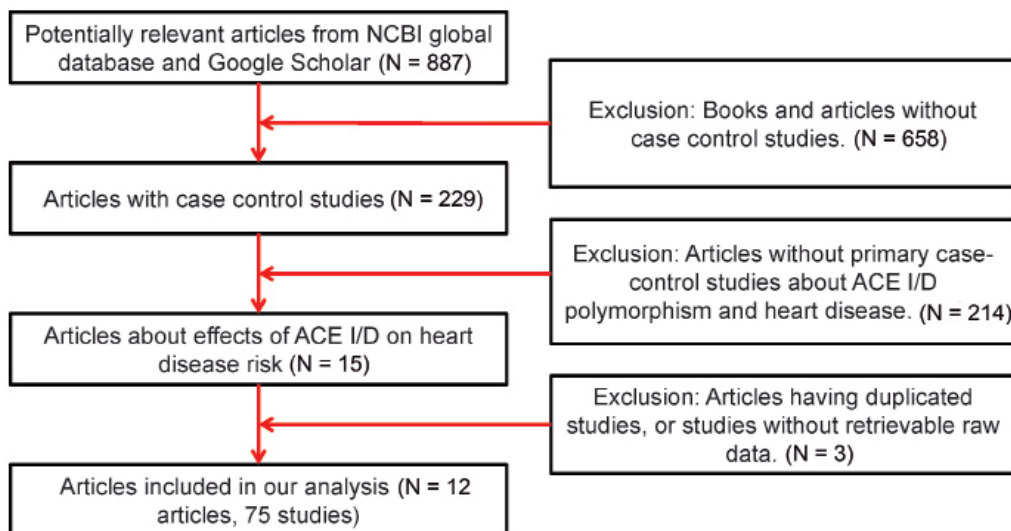 Potentially relevant articles from NCBI global
database and Google Scholar (N = 887)
Exclusion: Books and articles without
case control studies. (N = 658)
Articles with case control studies (N = 229)
Exclusion: Articles without primary case-
control studies about ACE I/D
polymorphism and heart disease. (N = 214)
Articles about effects of ACE I/D on heart
disease risk (N = 15)
Exclusion: Articles having duplicated
studies, or studies without retrievable raw
data. (N = 3)
Articles included in our analysis (N = 12
articles, 75 studies)